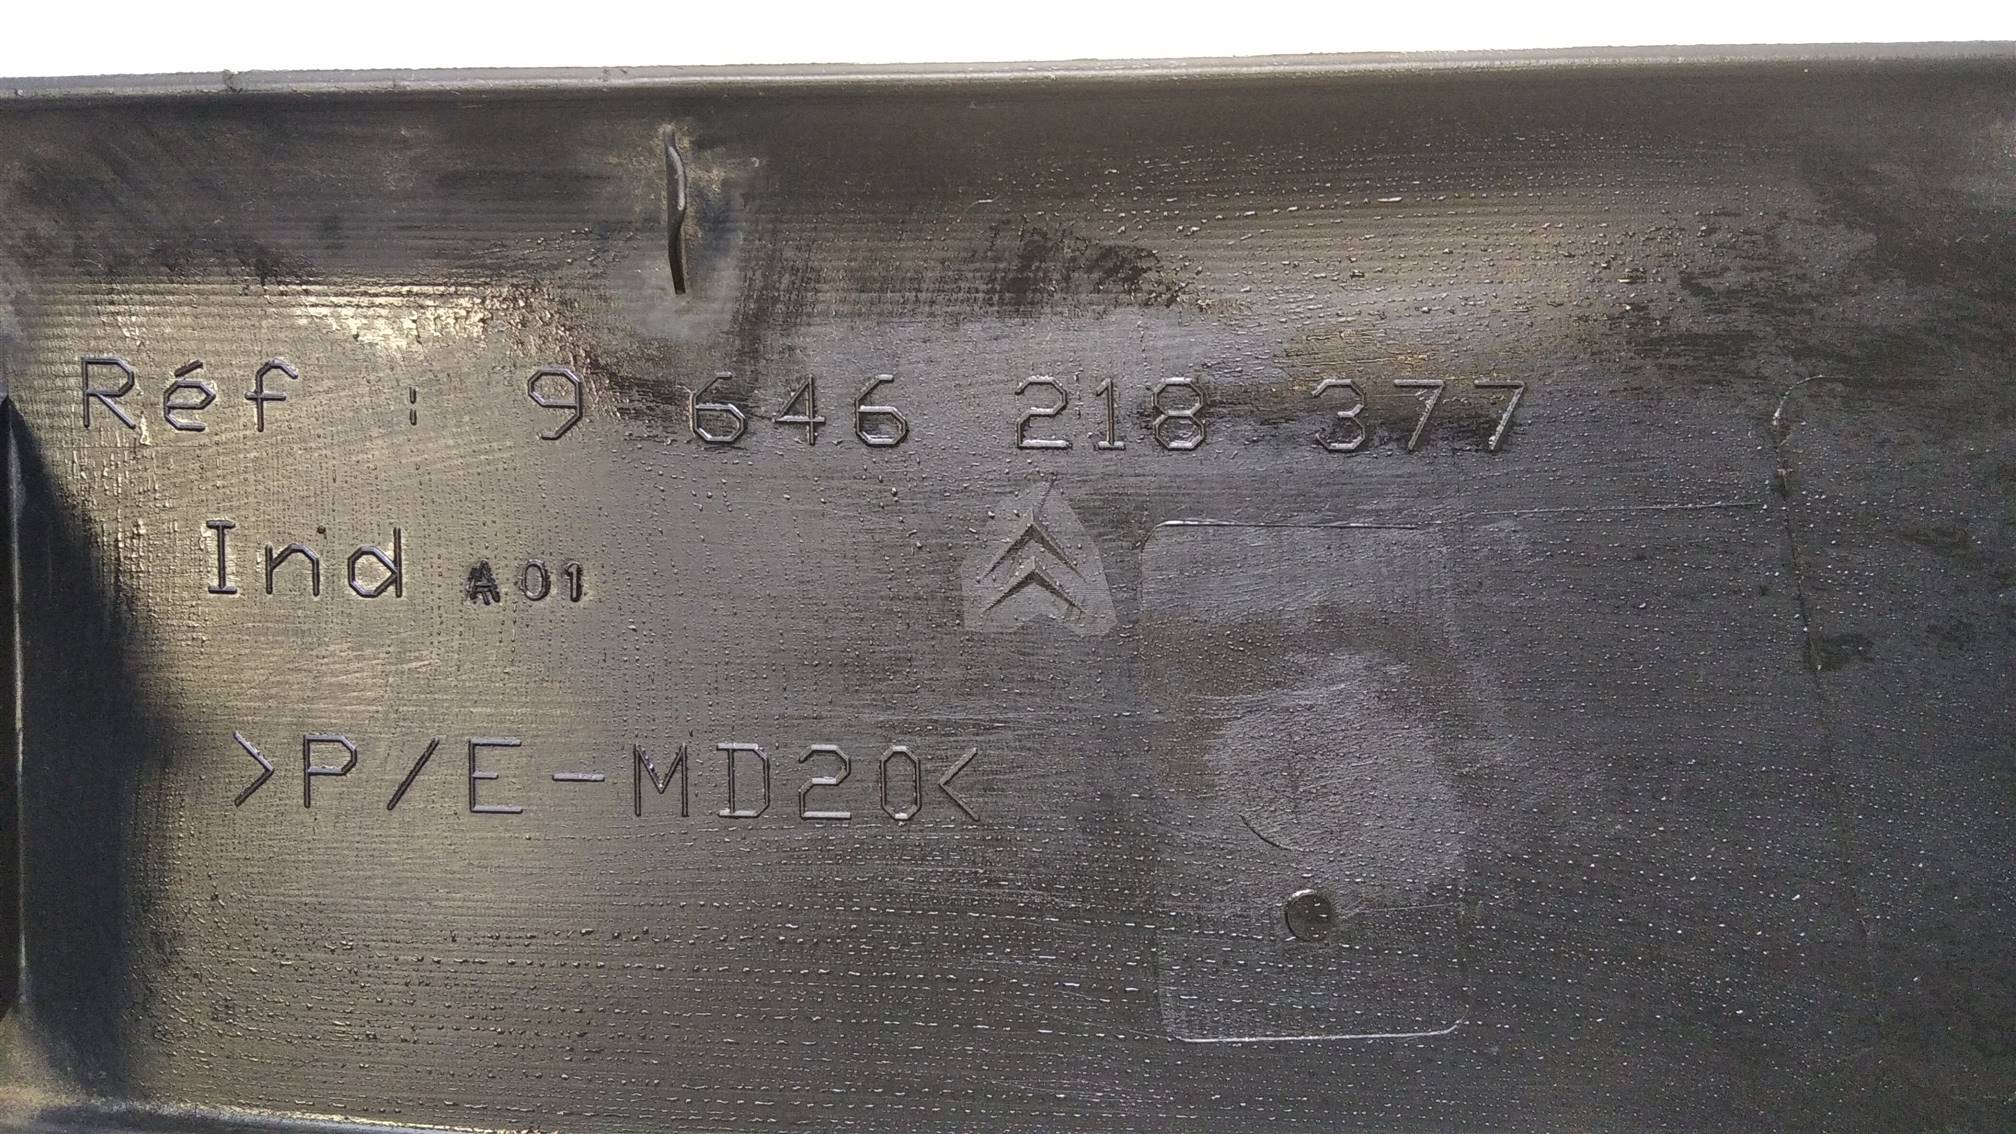 Réf : 9 646 218 377
Ind A01
>P/E-MD20<